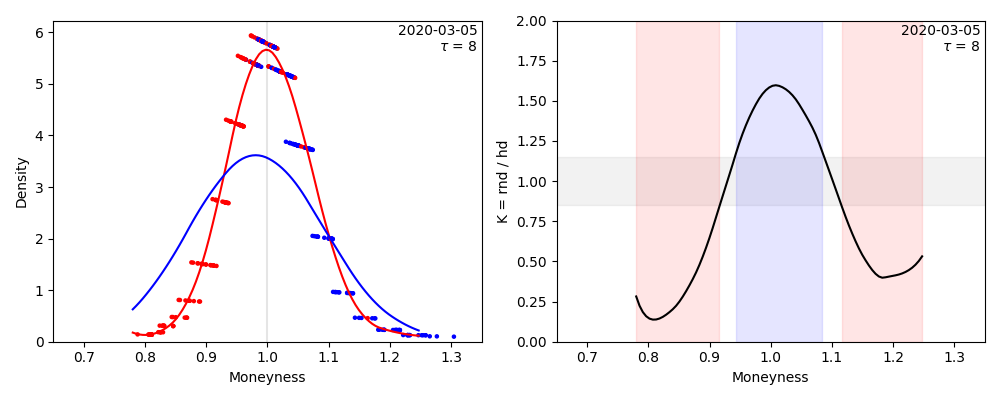 2020-03-05
τ = 8
Density
6
5
4
3
2
1
0
0.7 0.8 0.9 1.0 1.1 1.2 1.3
Moneyness
2020-03-05
τ = 8
K = rnd / hd
2.00
1.75
1.50
1.25
1.00
0.75
0.50
0.25
0.00
0.7 0.8 0.9 1.0 1.1 1.2 1.3
Moneyness